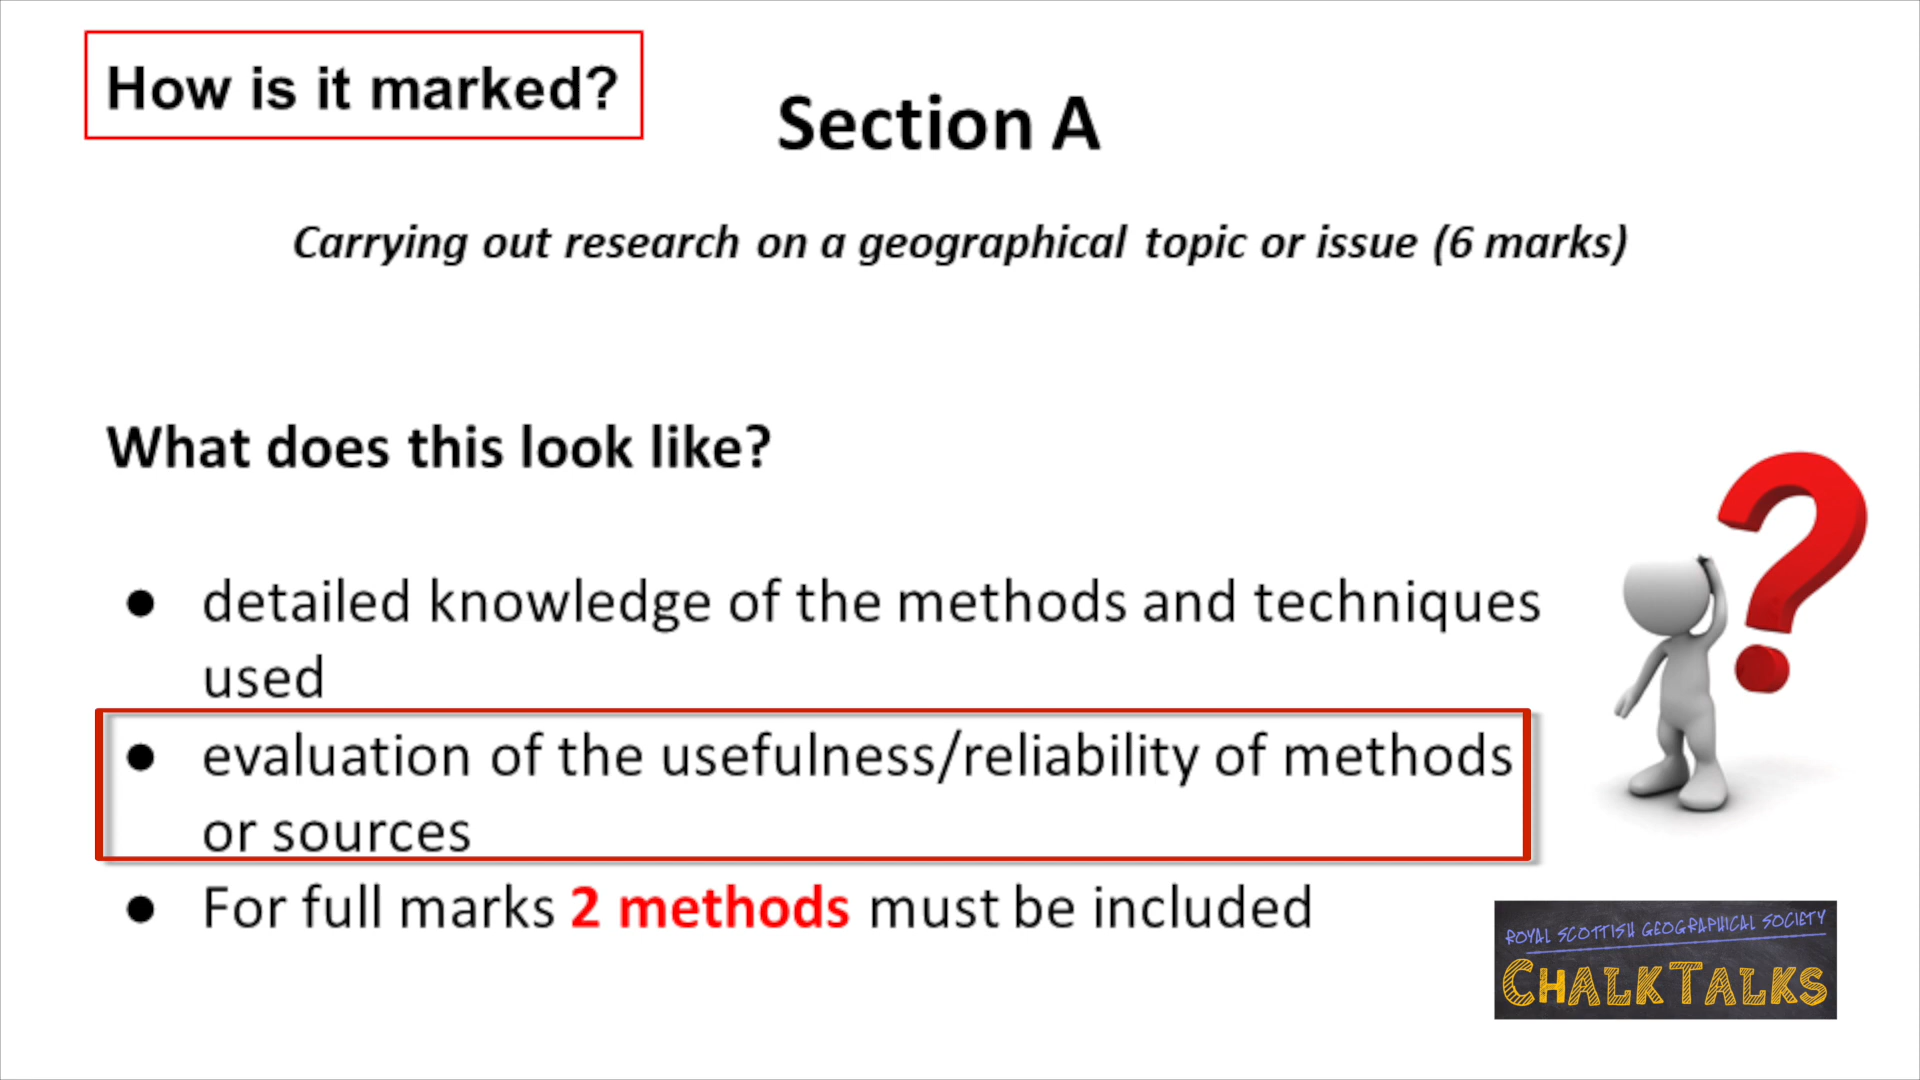 How is it marked?
Section A
Carrying out research on a geographical topic or issue (6 marks)
What does this look like?
● detailed knowledge of the methods and techniques
used
● evaluation of the usefulness/reliability of methods
or sources
● For full marks 2 methods must be included
ROYAL SCOTTISH GEOGRAPHICAL SOCIETY
CHALKTALKS